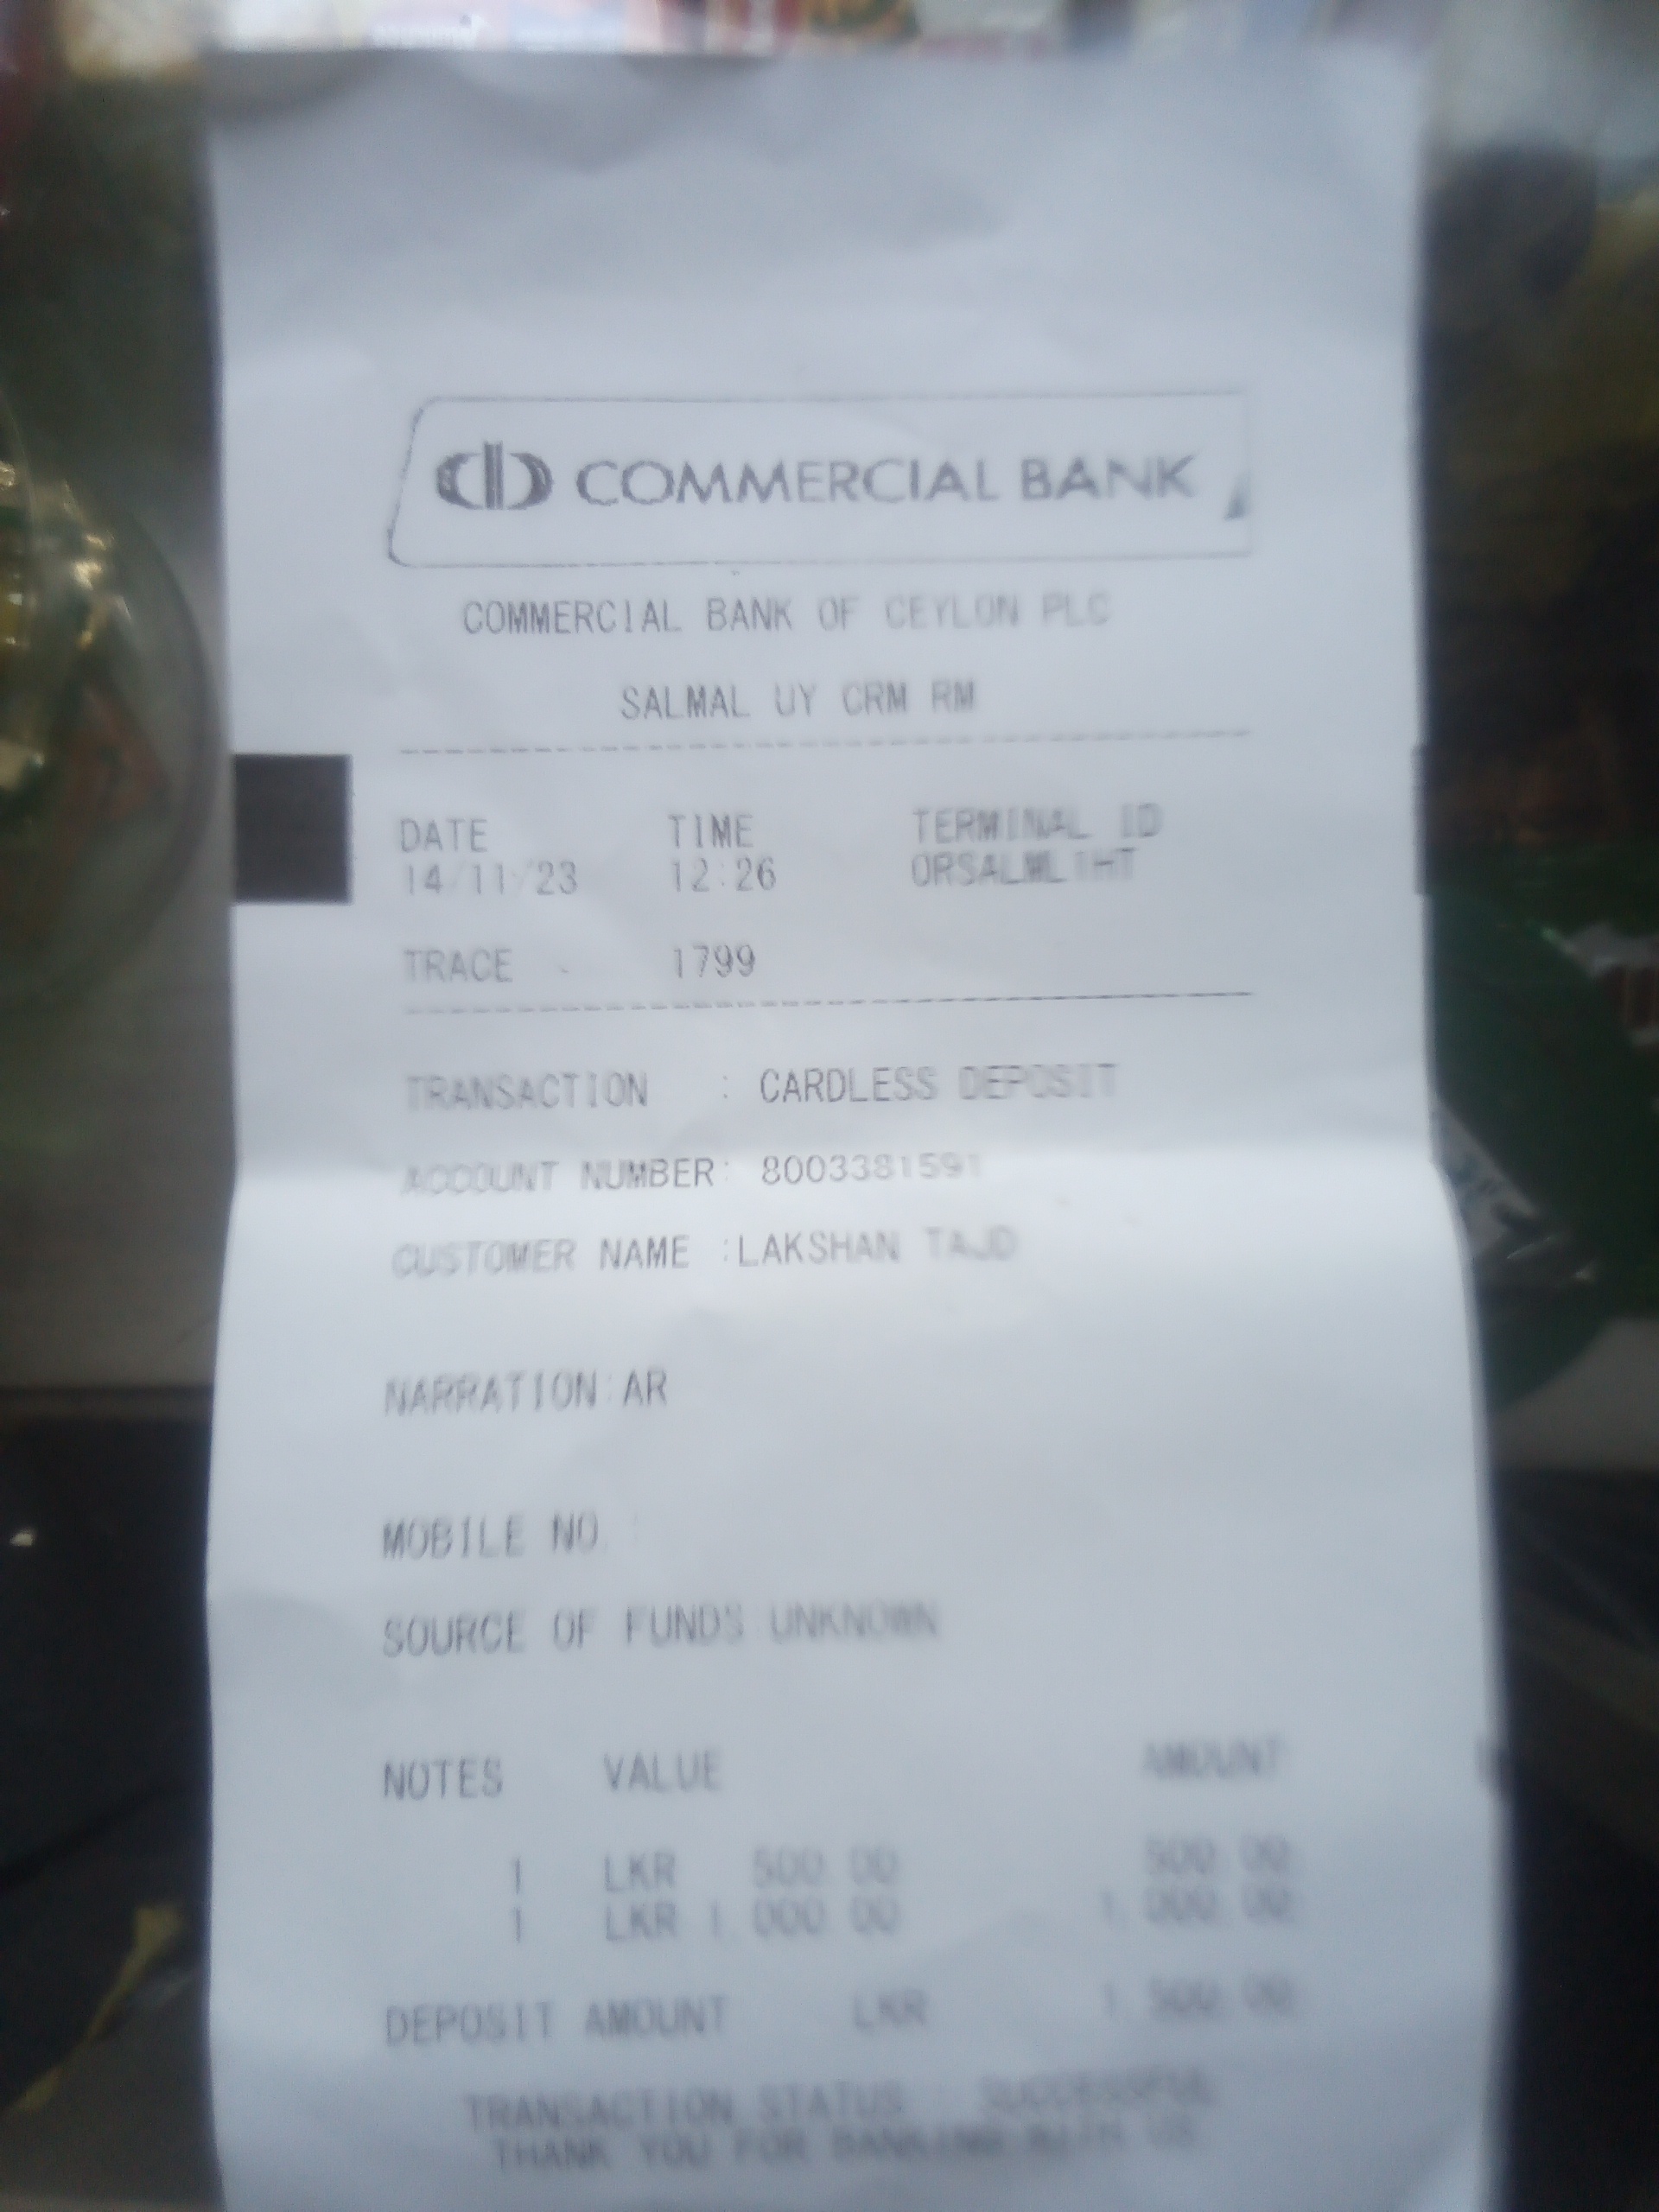 COMMERCIAL BANK
COMMERCIAL BANK OF CEYLON PLC
SALMAL UY CRM RM
DATE TIME TERMINAL ID
14/11/23 12:26
TRACE 1799
TRANSACTION : CARDLESS DEPOSIT
ACCOUNT NUMBER: 8003381591
CUSTOMER NAME :LAKSHAN TAJD
NARRATION:AR
MOBILE NO :
SOURCE OF FUNDS UNKNOWN
NOTES VALUE AMOUNT
1 LKR 500.00 500.00
1 LKR 1,000.00 1,000.00
DEPOSIT AMOUNT LKR 1,500.00
TRANSACTION STATUS : SUCCESSFUL
THANK YOU FOR BANKING WITH US